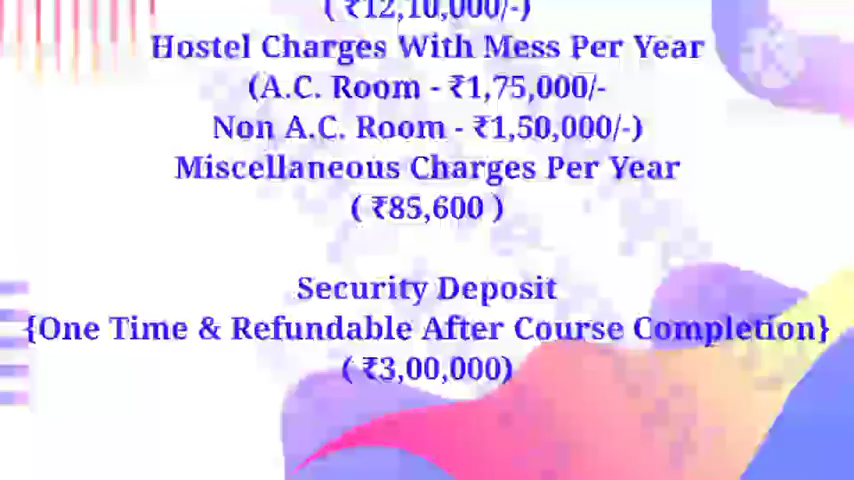 ( ₹12,10,000/-)
Hostel Charges With Mess Per Year
(A.C. Room - ₹1,75,000/-
Non A.C. Room - ₹1,50,000/-)
Miscellaneous Charges Per Year
( ₹85,600 )
Security Deposit
{One Time & Refundable After Course Completion}
( ₹3,00,000)